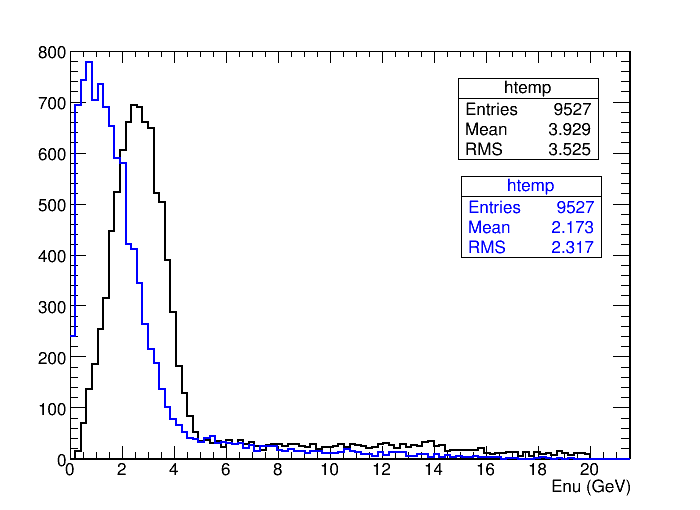 800
700
600
500
400
300
200
100
0
htemp
Entries 9527
Mean 3.929
RMS 3.525
htemp
Entries 9527
Mean 2.173
RMS 2.317
0 2 4 6 8 10 12 14 16 18 20
Enu (GeV)